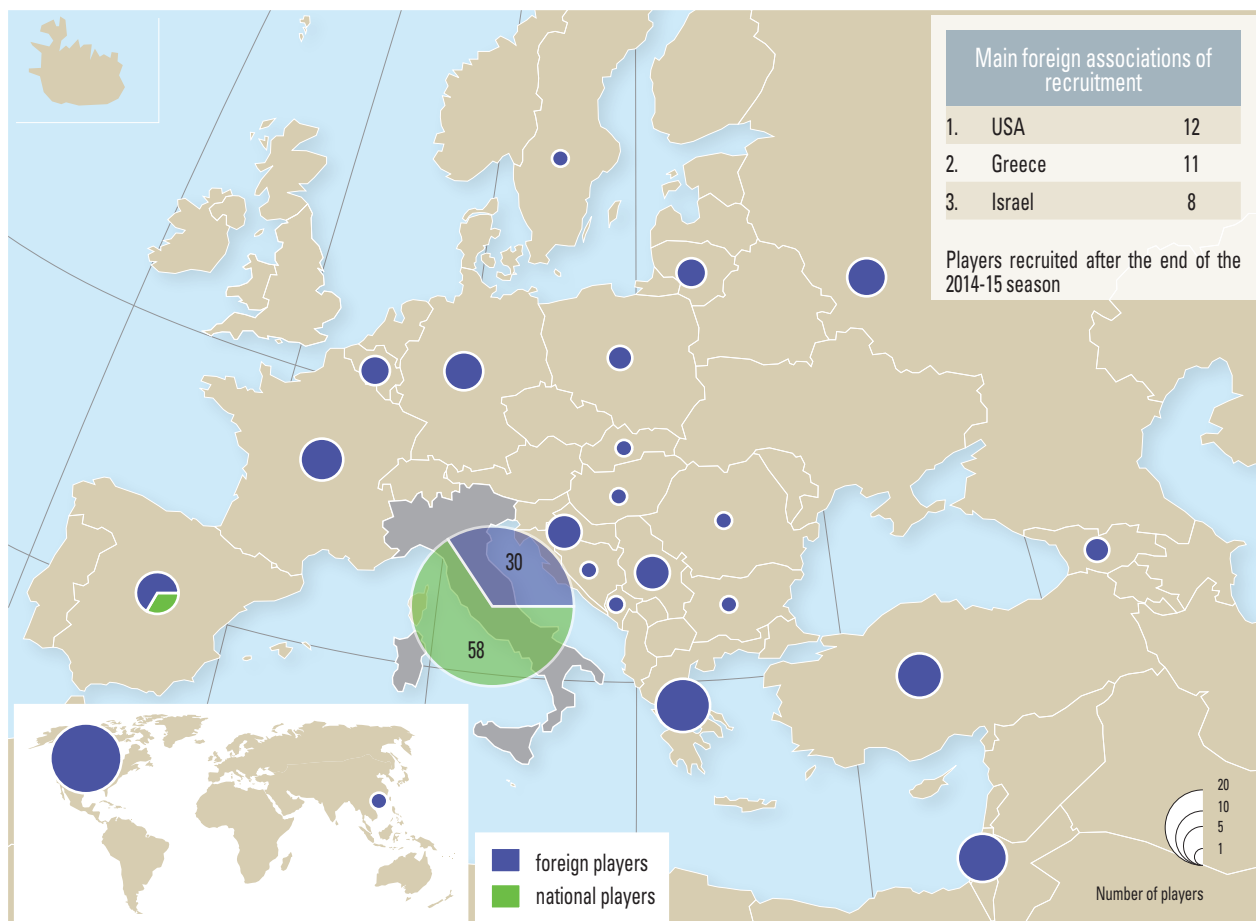 Main foreign associations of
recruitment
1. USA 12
2. Greece 11
3. Israel 8
Players recruited after the end of the
2014-15 season
30
58
foreign players
national players
20
10
5
1
Number of players